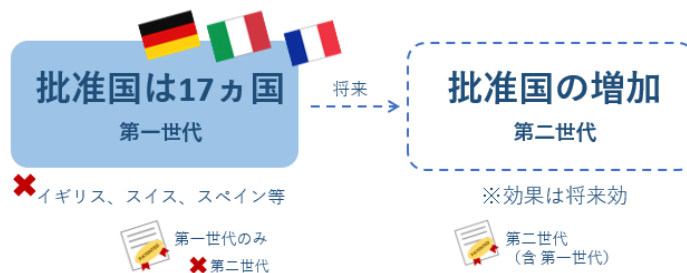 批准国は17ヵ国
第一世代
将来
批准国の増加
第二世代
イギリス、スイス、スペイン等
※効果は将来効
第一世代のみ
第二世代
第二世代
（含 第一世代）
PATENTED
PATENTED